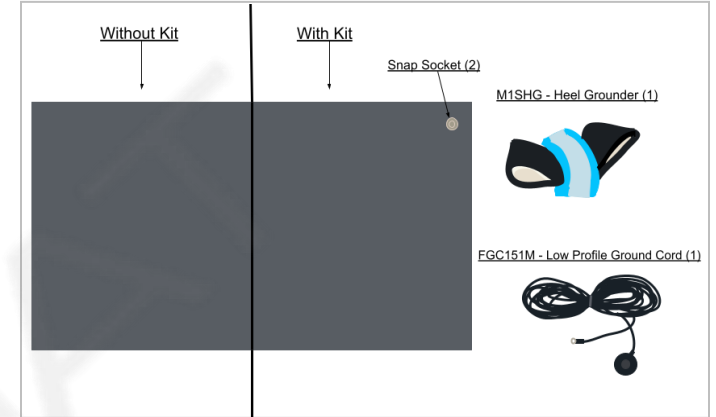 Without Kit
With Kit
Snap Socket (2)
M1SHG - Heel Grounder (1)
FGC151M - Low Profile Ground Cord (1)